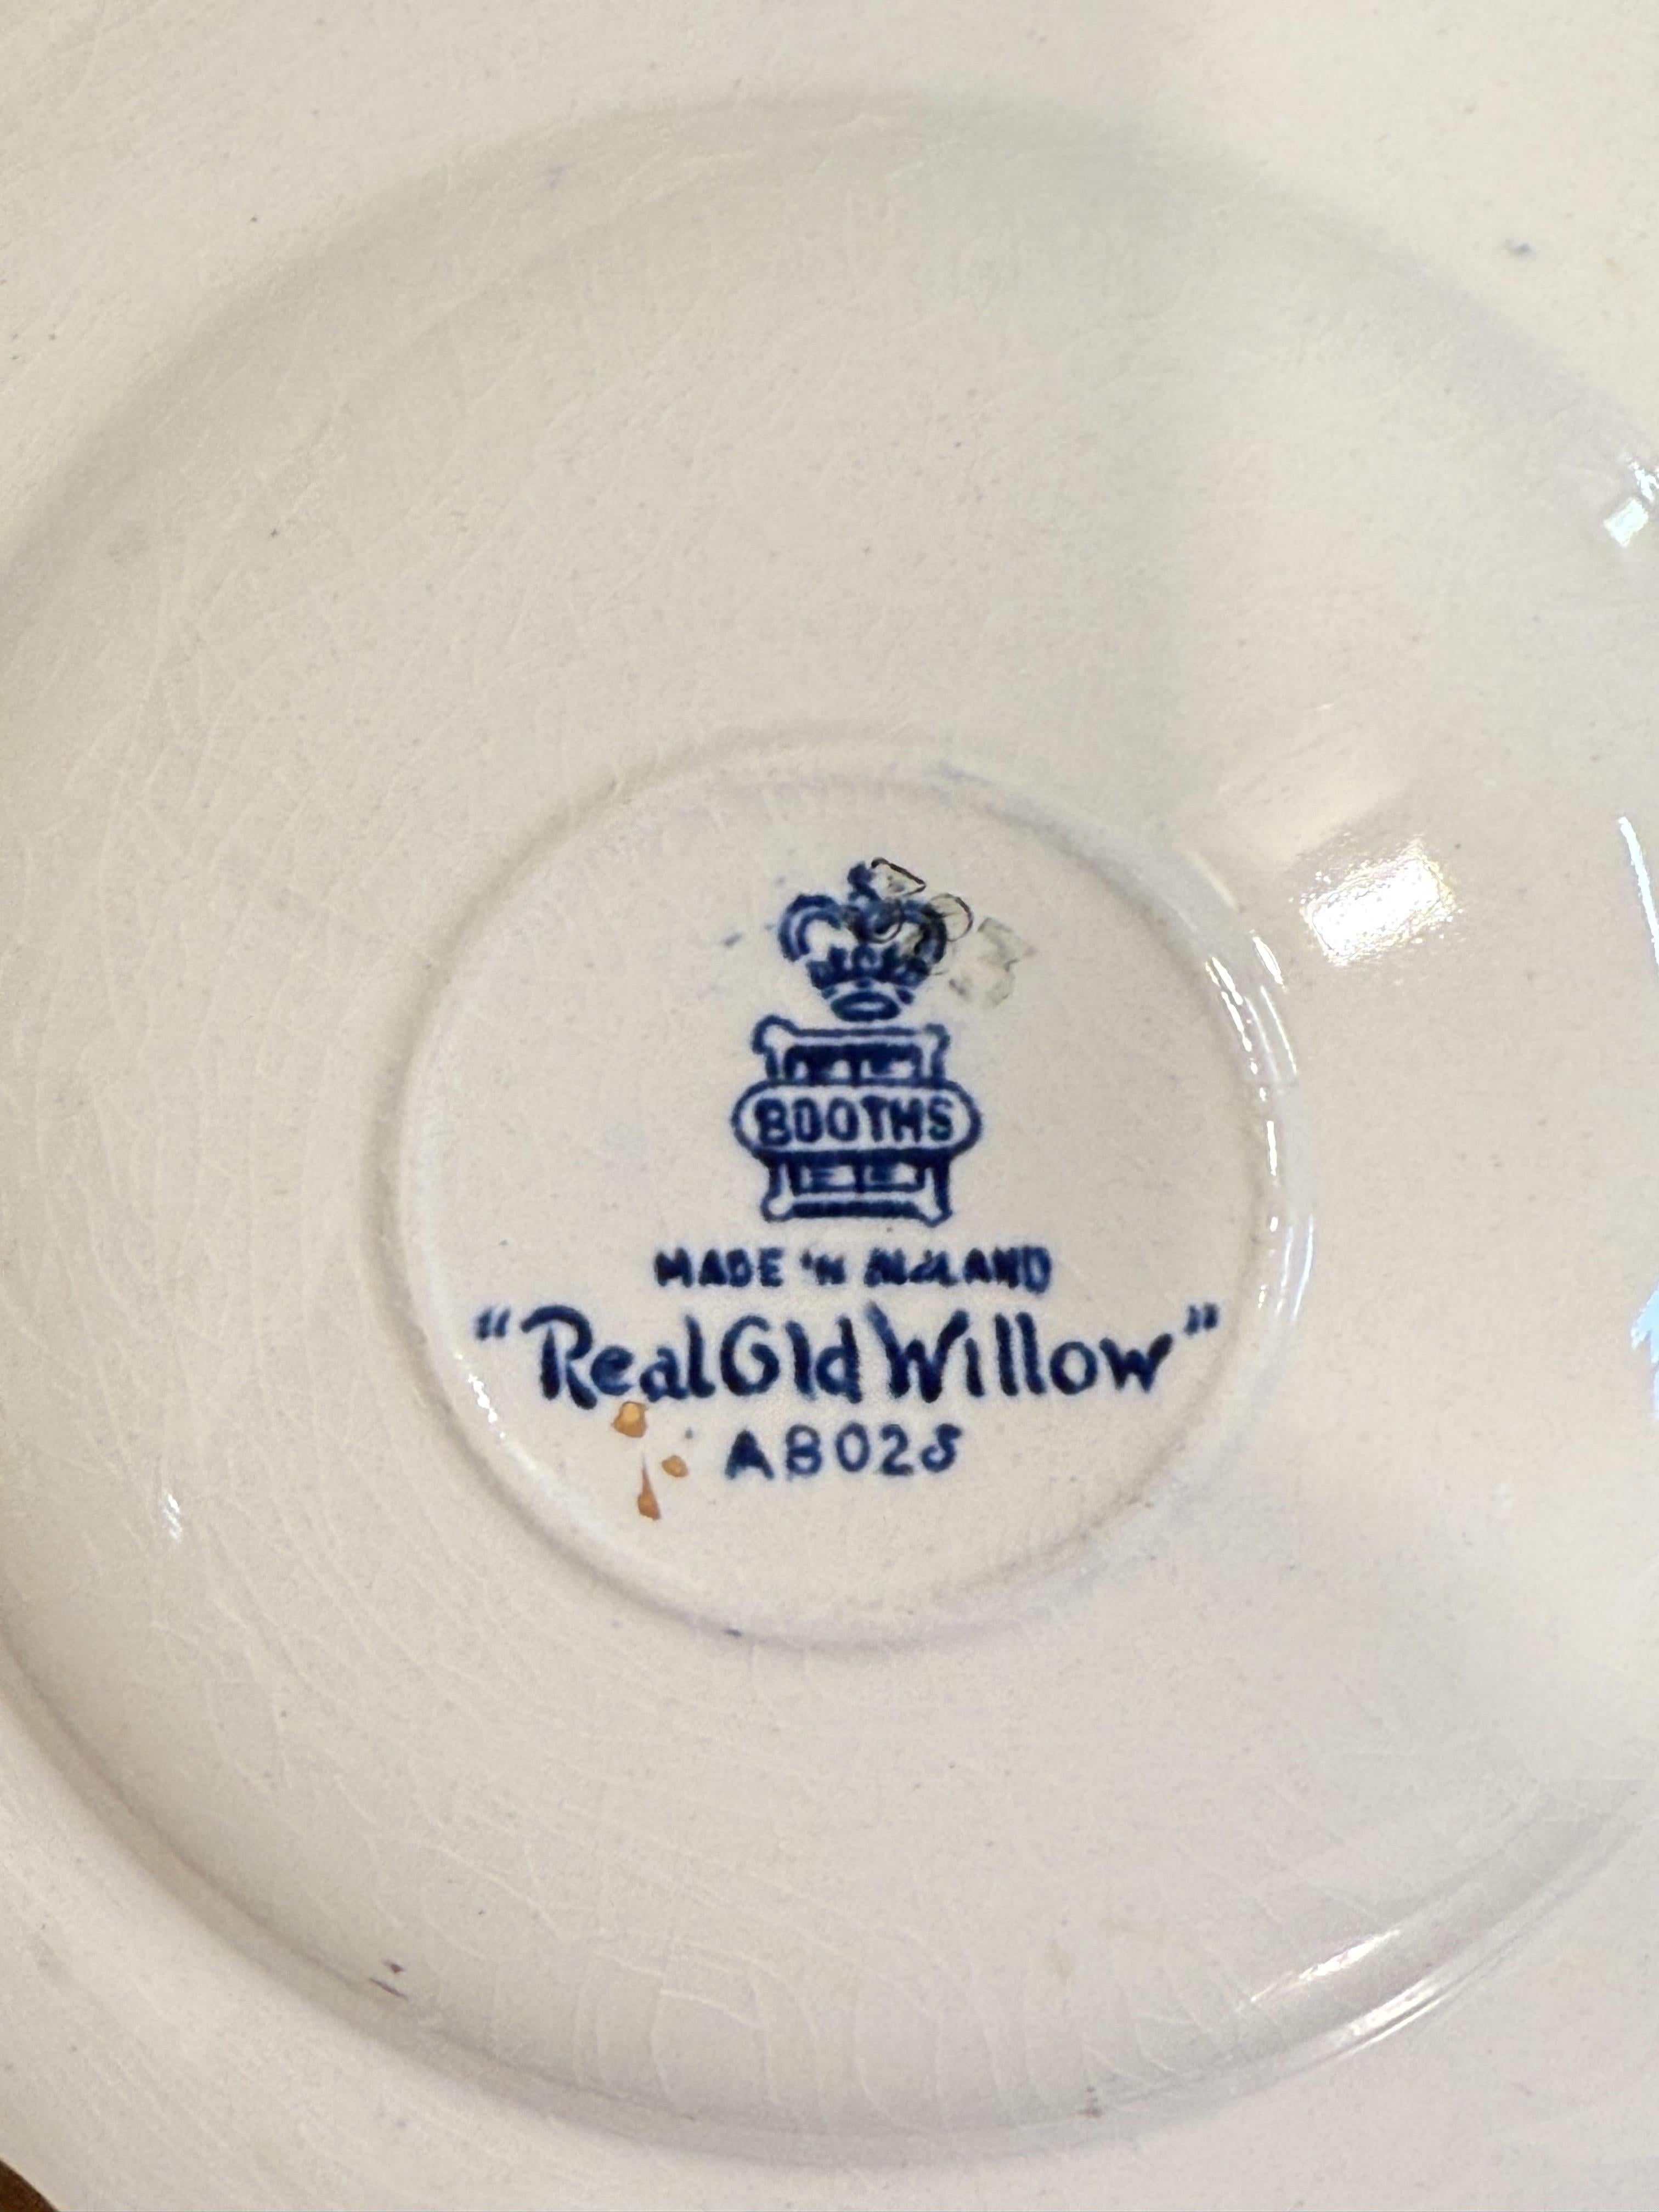 BOOTHS
MADE IN ENGLAND
"Real Old Willow"
A8025